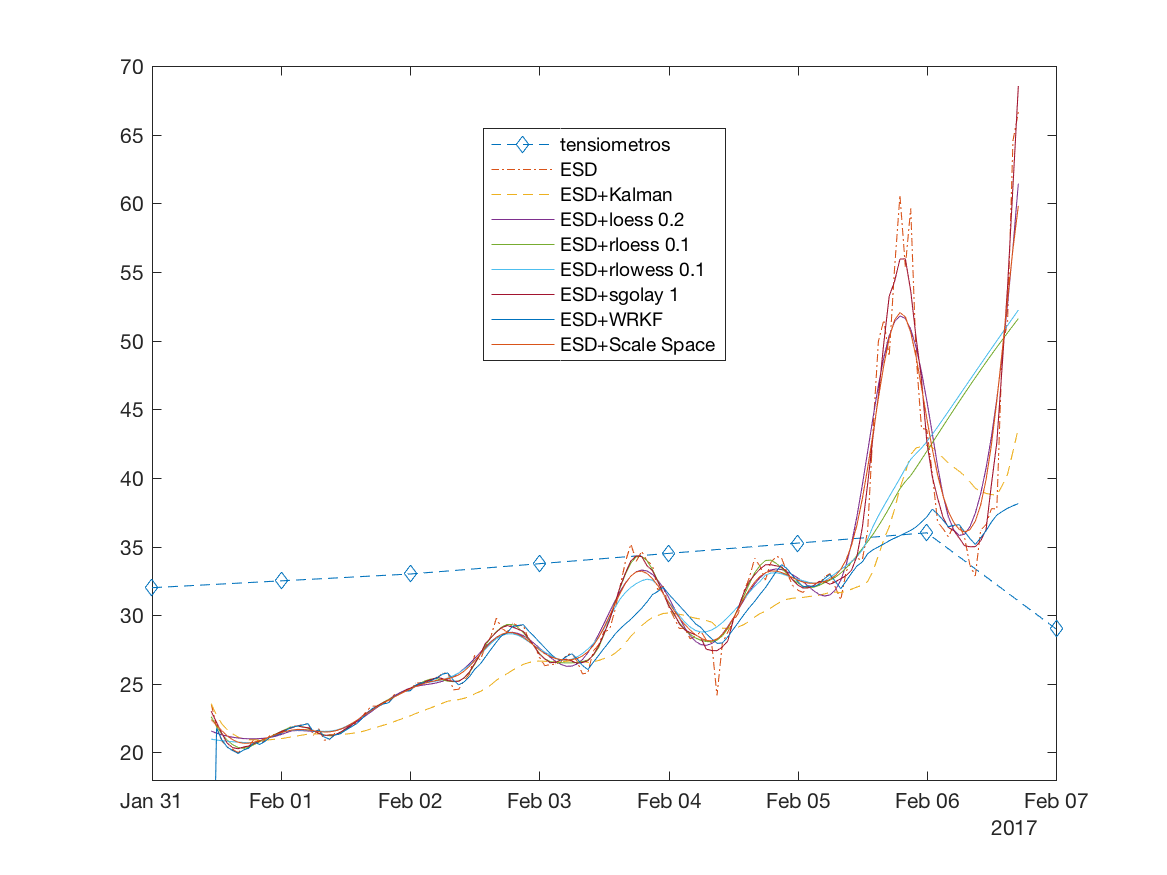 70
65
60
55
50
45
40
35
30
25
20
tensiometros
ESD
ESD+Kalman
ESD+loess 0.2
ESD+rloess 0.1
ESD+rlowess 0.1
ESD+sgolay 1
ESD+WRKF
ESD+Scale Space
Jan 31 Feb 01 Feb 02 Feb 03 Feb 04 Feb 05 Feb 06 Feb 07
2017